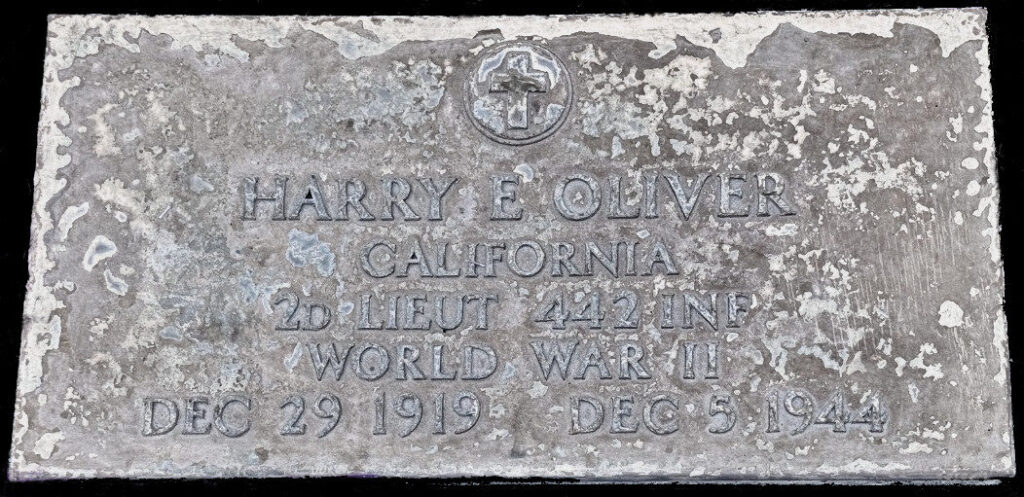 HARRY E OLIVER
CALIFORNIA
2D LIEUT 442 INF
WORLD WAR II
DEC 29 1919 DEC 5 1944